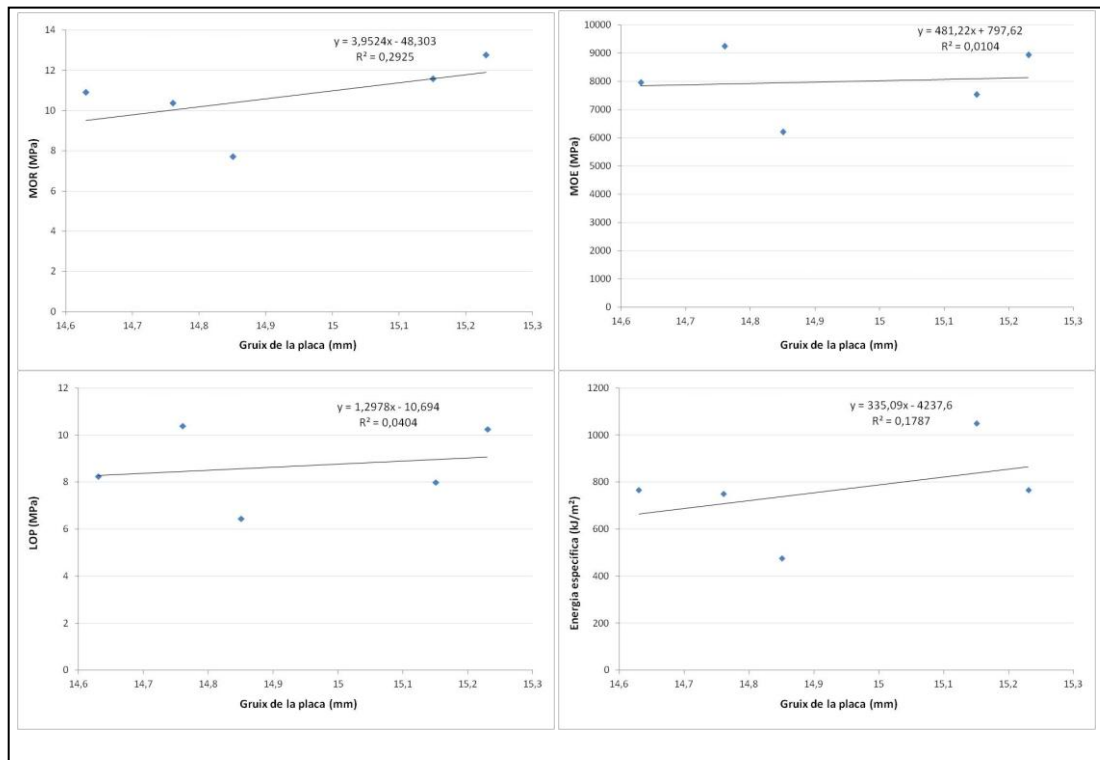 y = 3,9524x - 48,303
R² = 0,2925
MOR (MPa)
14
12
10
8
6
4
2
0
14,6 14,7 14,8 14,9 15 15,1 15,2 15,3
Gruix de la placa (mm)
y = 481,22x + 797,62
R² = 0,0104
MOE (MPa)
10000
9000
8000
7000
6000
5000
4000
3000
2000
1000
0
14,6 14,7 14,8 14,9 15 15,1 15,2 15,3
Gruix de la placa (mm)
y = 1,2978x - 10,694
R² = 0,0404
LOP (MPa)
12
10
8
6
4
2
0
14,6 14,7 14,8 14,9 15 15,1 15,2 15,3
Gruix de la placa (mm)
y = 335,09x - 4237,6
R² = 0,1787
Energia específica (kJ/m²)
1200
1000
800
600
400
200
0
14,6 14,7 14,8 14,9 15 15,1 15,2 15,3
Gruix de la placa (mm)